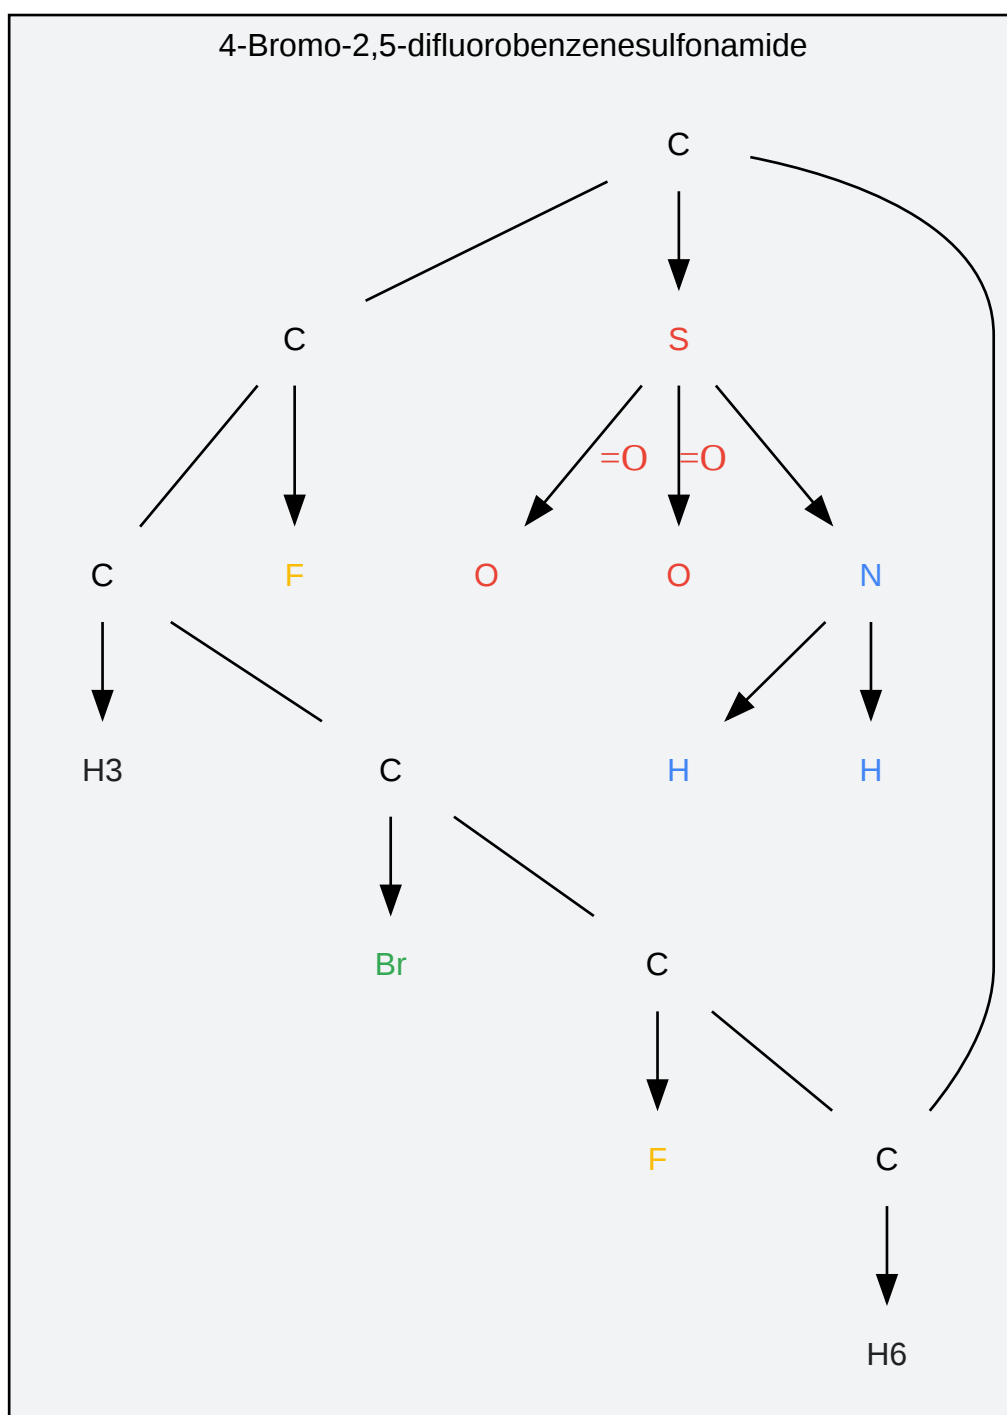 4-Bromo-2,5-difluorobenzenesulfonamide
C
C S
=O =O
C F O O N
H3 C H H
Br C
F C
H6